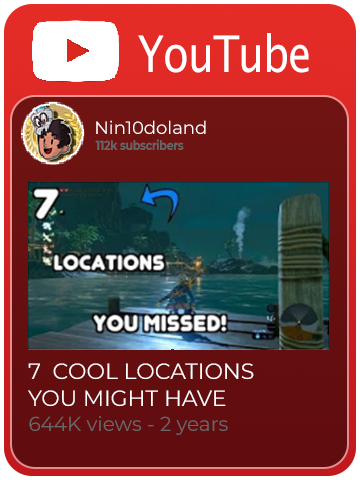 YouTube
Nin10doland
112k subscribers
7
LOCATIONS
YOU MISSED!
7 COOL LOCATIONS
YOU MIGHT HAVE
644K views - 2 years